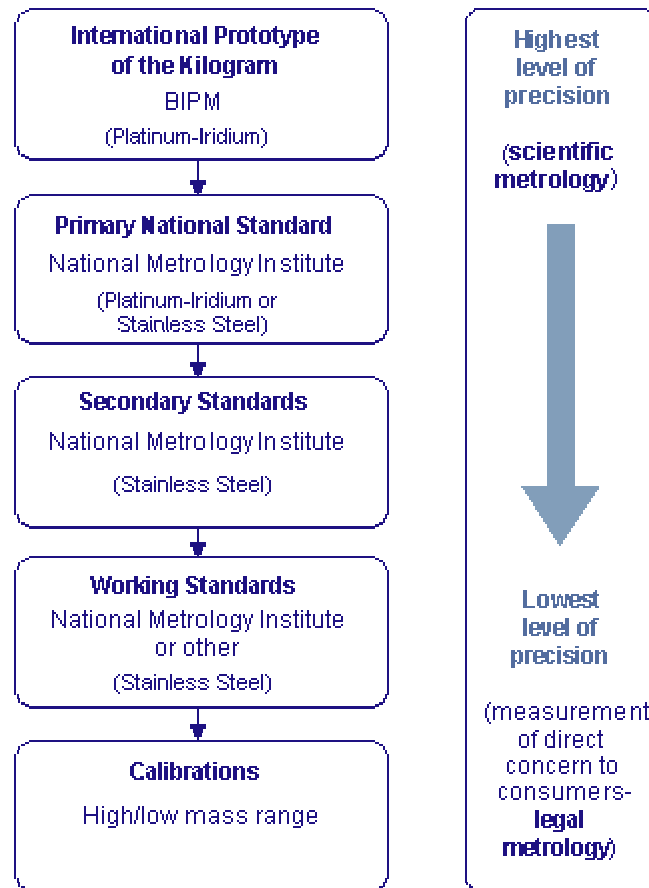 International Prototype
of the Kilogram
BIPM
(Platinum-Iridium)
Primary National Standard
National Metrology Institute
(Platinum-Iridium or
Stainless Steel)
Secondary Standards
National Metrology Institute
(Stainless Steel)
Working Standards
National Metrology Institute
or other
(Stainless Steel)
Calibrations
High/low mass range
Highest
level of
precision
(scientific
metrology)
Lowest
level of
precision
(measurement
of direct
concern to
consumers-
legal
metrology)